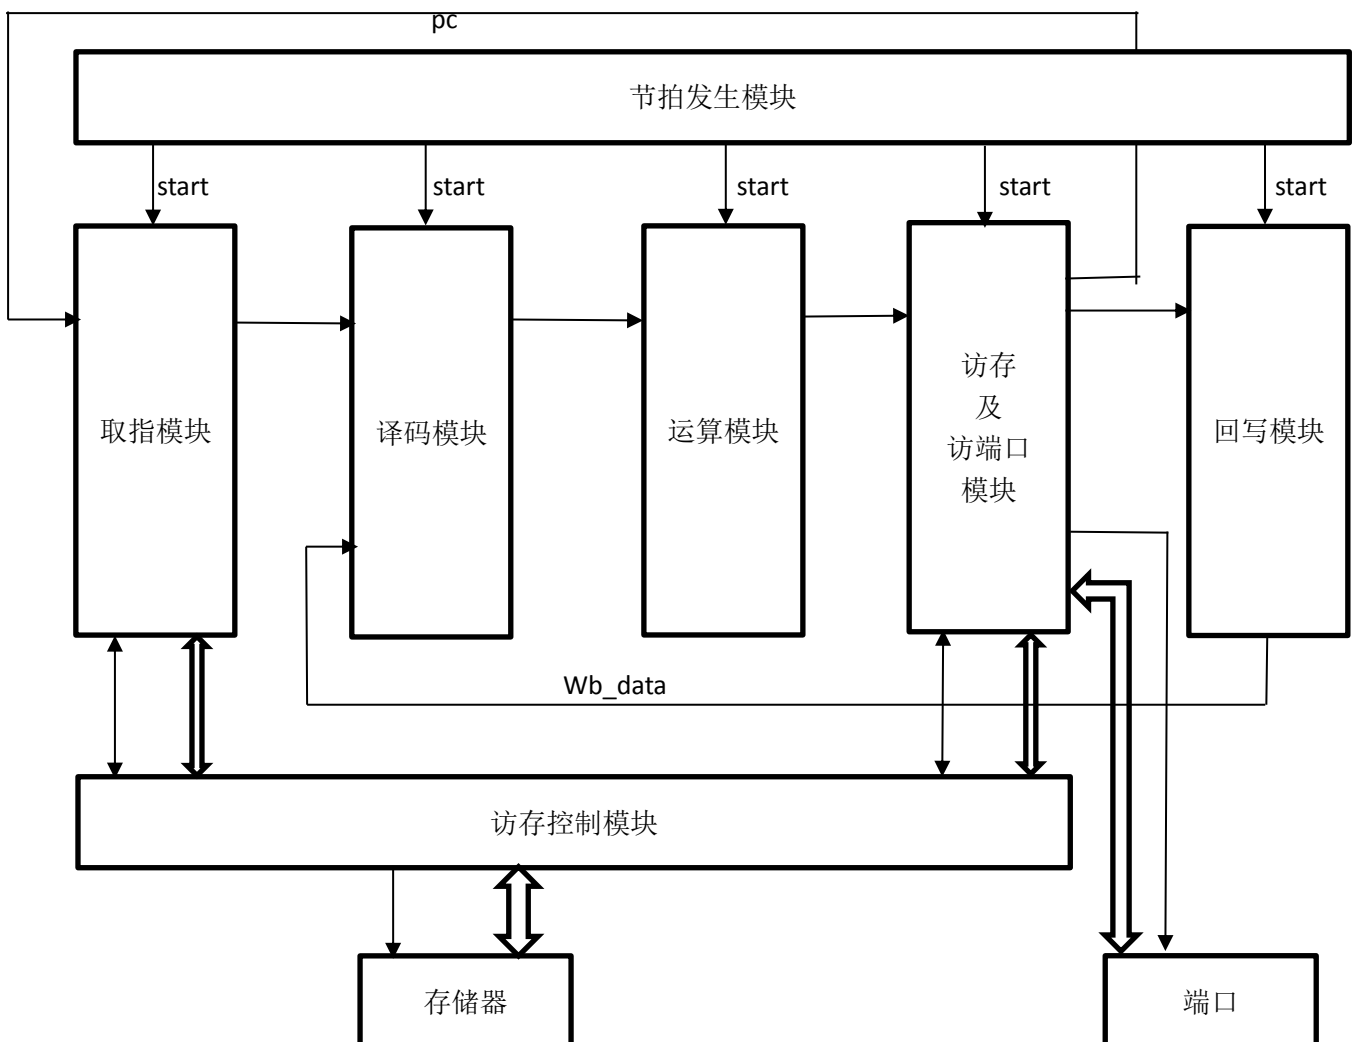 pc
节拍发生模块
start
start
start
start
start
取指模块
译码模块
运算模块
访存
及
访端口
模块
回写模块
Wb_data
访存控制模块
存储器
端口